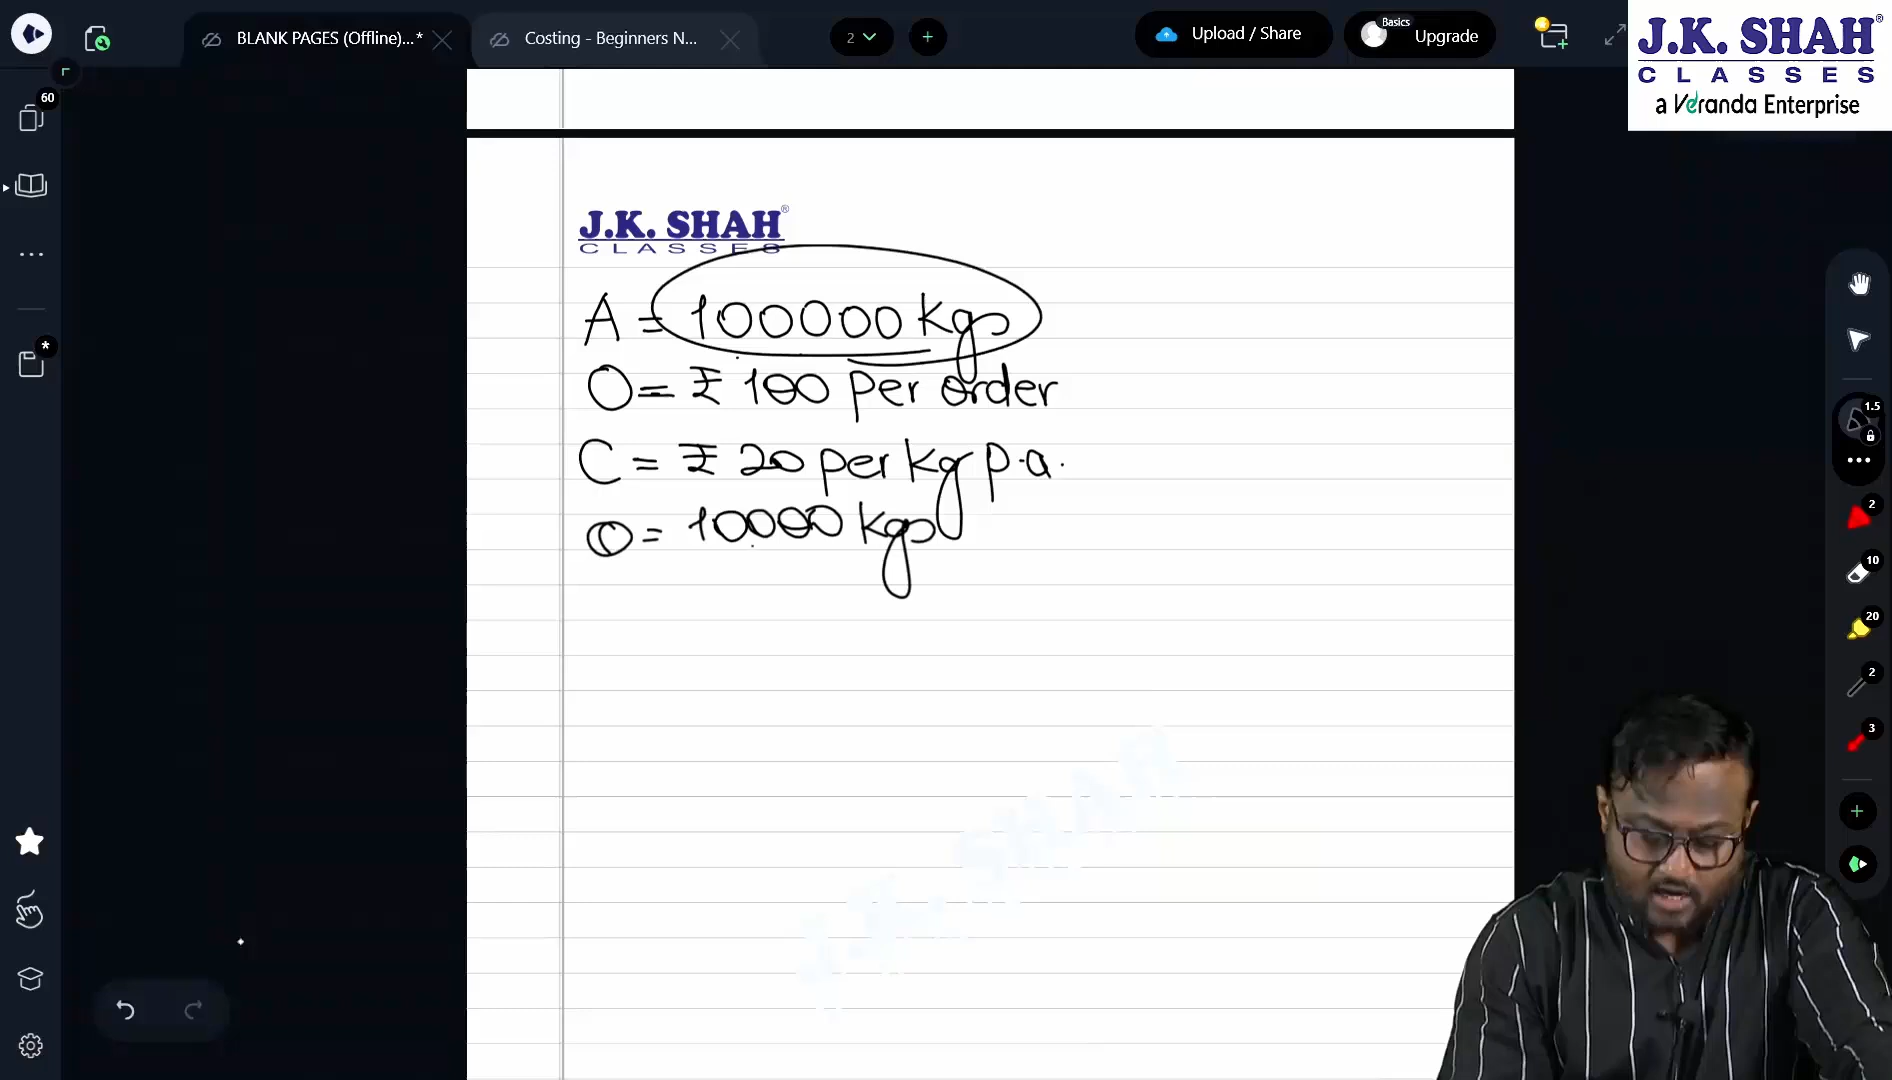 BLANK PAGES (Offline)...*
Costing - Beginners N...
2
Upload / Share
Basics
Upgrade
J.K. SHAH®
CLASSES
a Veranda Enterprise
60
J.K. SHAH®
CLASSES
A = 100000 kgs
O = ₹ 100 per order
C = ₹ 20 per kg p.a.
O = 10000 kgs
1.5
2
10
20
2
3
J.K. SHAH